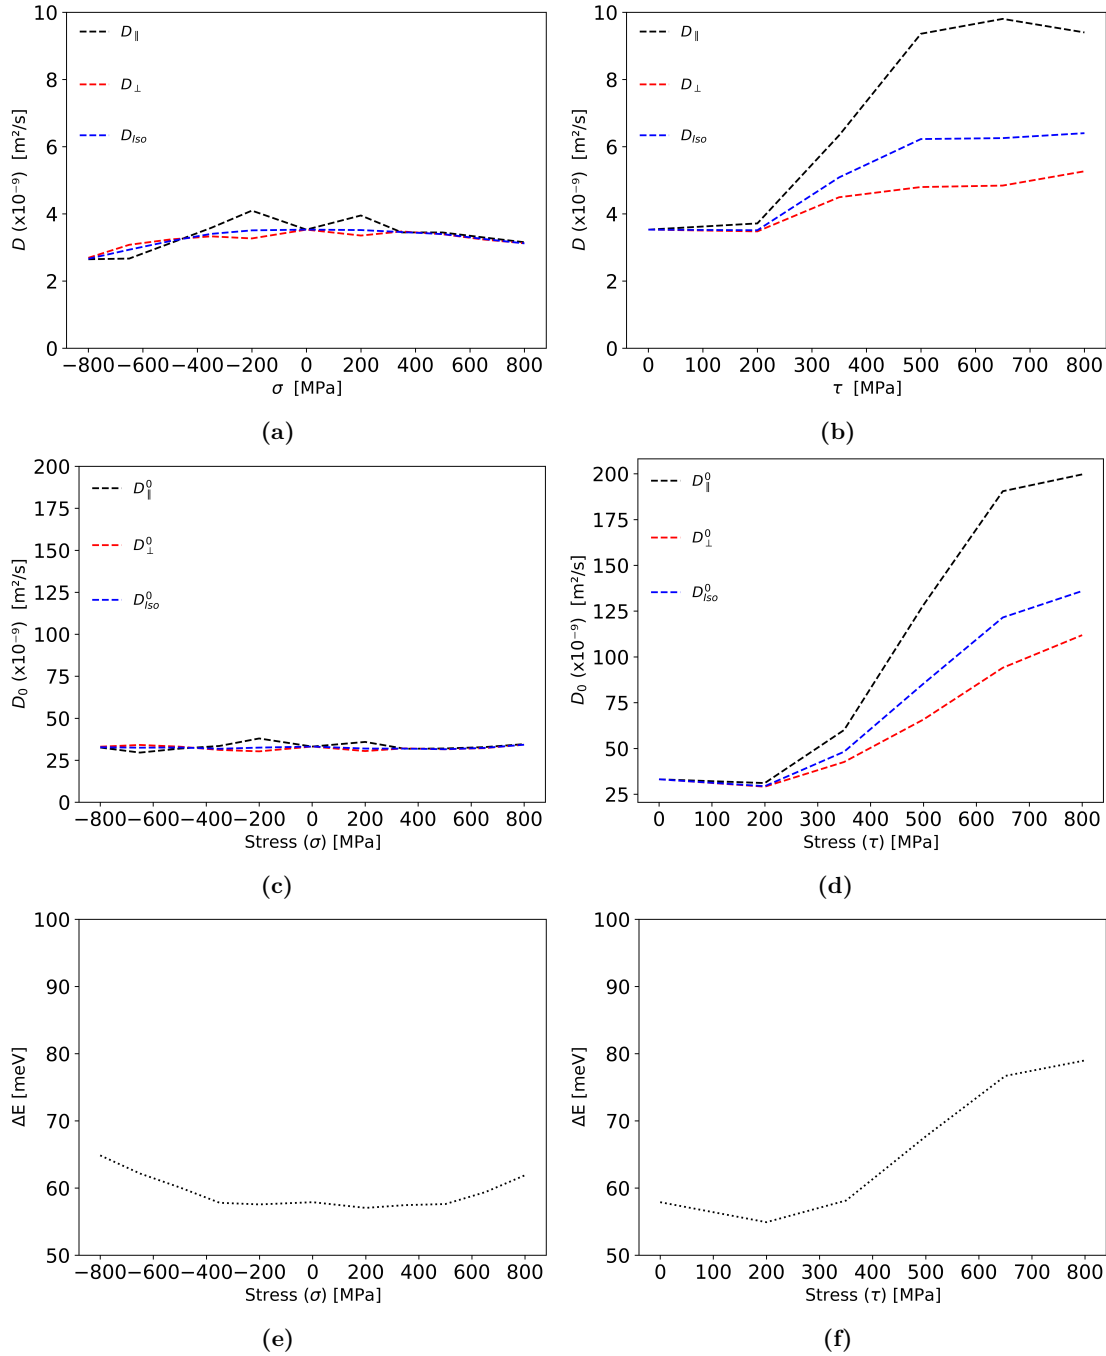 10
8
6
4
2
0
D (x10⁻⁹) [m²/s]
D∥
D⊥
D_Iso
−800 −600 −400 −200 0 200 400 600 800
σ [MPa]
(a)
10
8
6
4
2
0
D (x10⁻⁹) [m²/s]
D∥
D⊥
D_Iso
0 100 200 300 400 500 600 700 800
τ [MPa]
(b)
200
175
150
125
100
75
50
25
0
D₀ (x10⁻⁹) [m²/s]
D⁰∥
D⁰⊥
D⁰_Iso
−800 −600 −400 −200 0 200 400 600 800
Stress (σ) [MPa]
(c)
200
175
150
125
100
75
50
25
D₀ (x10⁻⁹) [m²/s]
D⁰∥
D⁰⊥
D⁰_Iso
0 100 200 300 400 500 600 700 800
Stress (τ) [MPa]
(d)
100
90
80
70
60
50
ΔE [meV]
−800 −600 −400 −200 0 200 400 600 800
Stress (σ) [MPa]
(e)
100
90
80
70
60
50
ΔE [meV]
0 100 200 300 400 500 600 700 800
Stress (τ) [MPa]
(f)